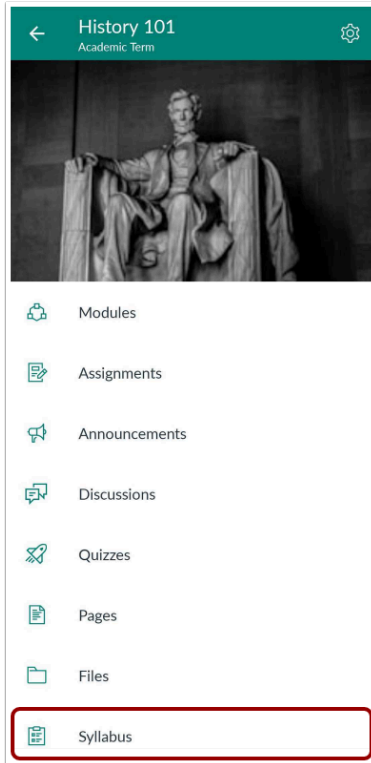 History 101
Academic Term
Modules
Assignments
Announcements
Discussions
Quizzes
Pages
Files
Syllabus